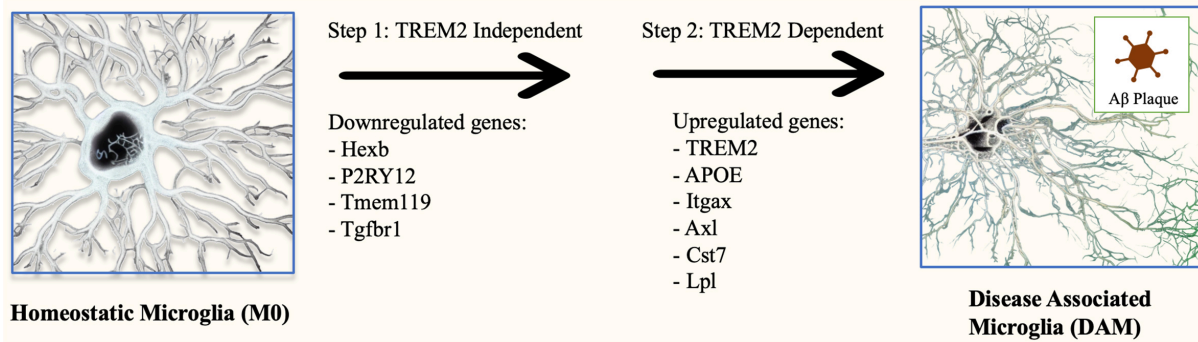 Step 1: TREM2 Independent
Downregulated genes:
- Hexb
- P2RY12
- Tmem119
- Tgfbr1
Step 2: TREM2 Dependent
Upregulated genes:
- TREM2
- APOE
- Itgax
- Axl
- Cst7
- Lpl
Aβ Plaque
Homeostatic Microglia (M0)
Disease Associated
Microglia (DAM)